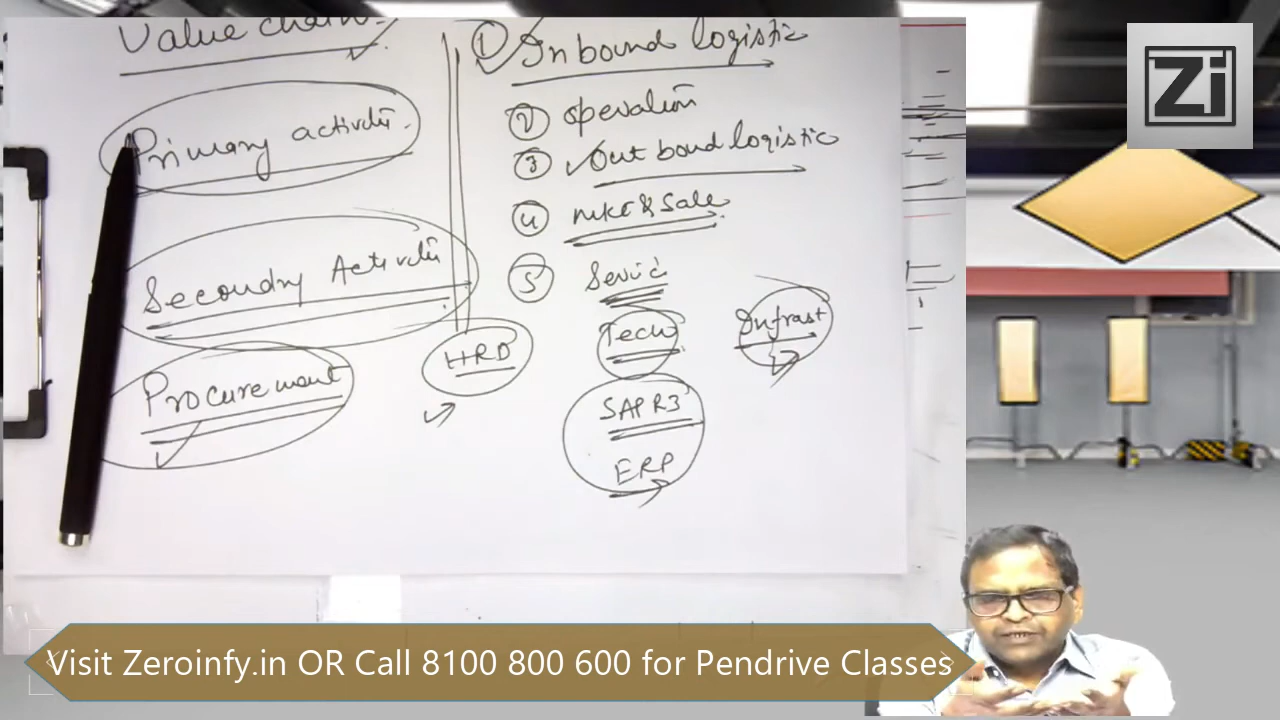 Value chain
Primary activiti
Secondry Activiti
Procurement
① Inbound logistic
② operation
③ Out bound logistic
④ mkt & Sale
⑤ Servic
HRD
Tech
Infrast
SAP R3
ERP
Zi
Visit Zeroinfy.in OR Call 8100 800 600 for Pendrive Classes